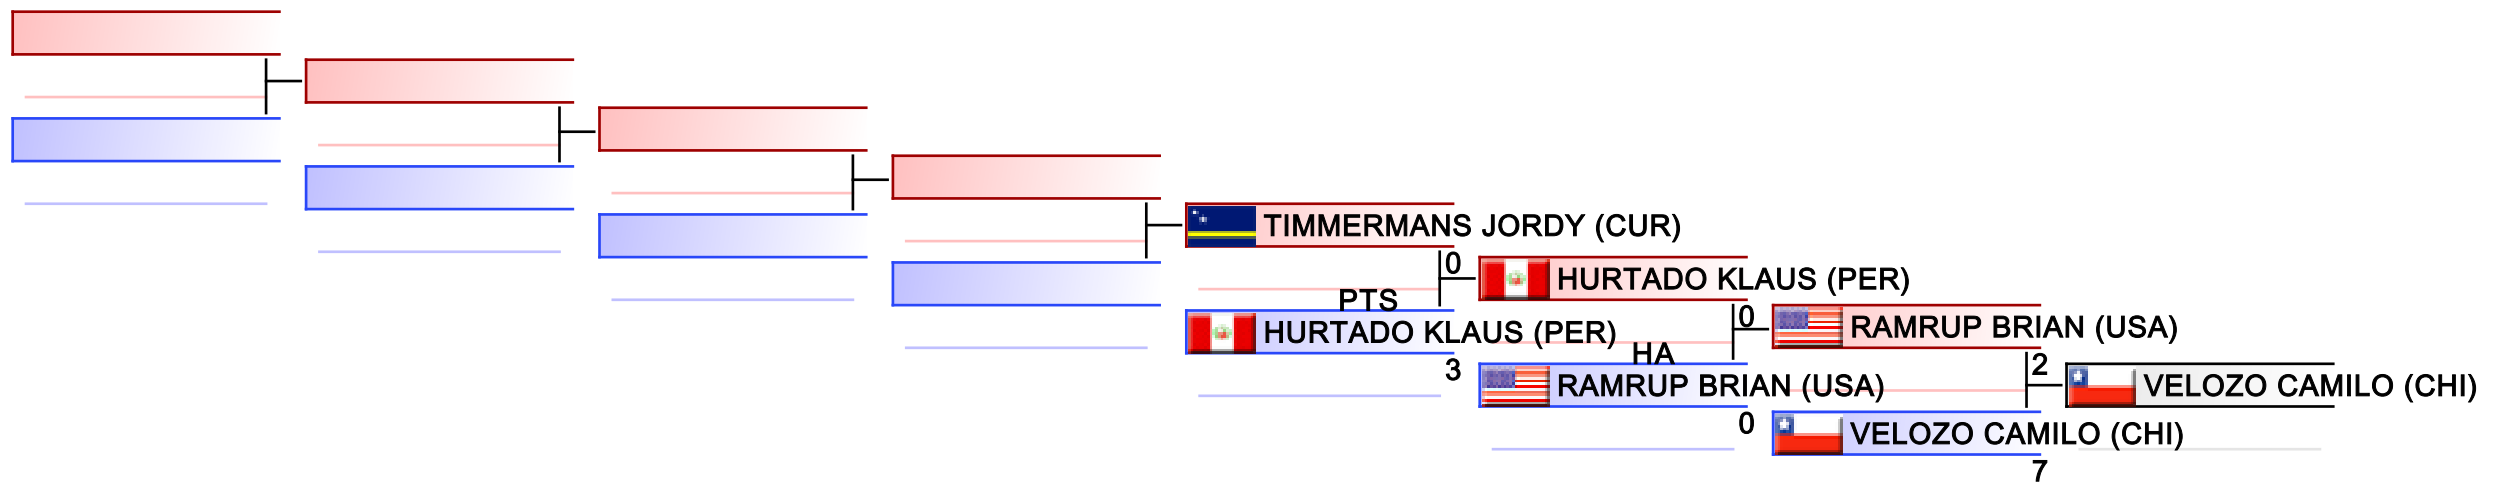 TIMMERMANS JORDY (CUR)
0
HURTADO KLAUS (PER)
PTS
0
RAMRUP BRIAN (USA)
HURTADO KLAUS (PER)
HA
2
3
RAMRUP BRIAN (USA)
VELOZO CAMILO (CHI)
0
VELOZO CAMILO (CHI)
7